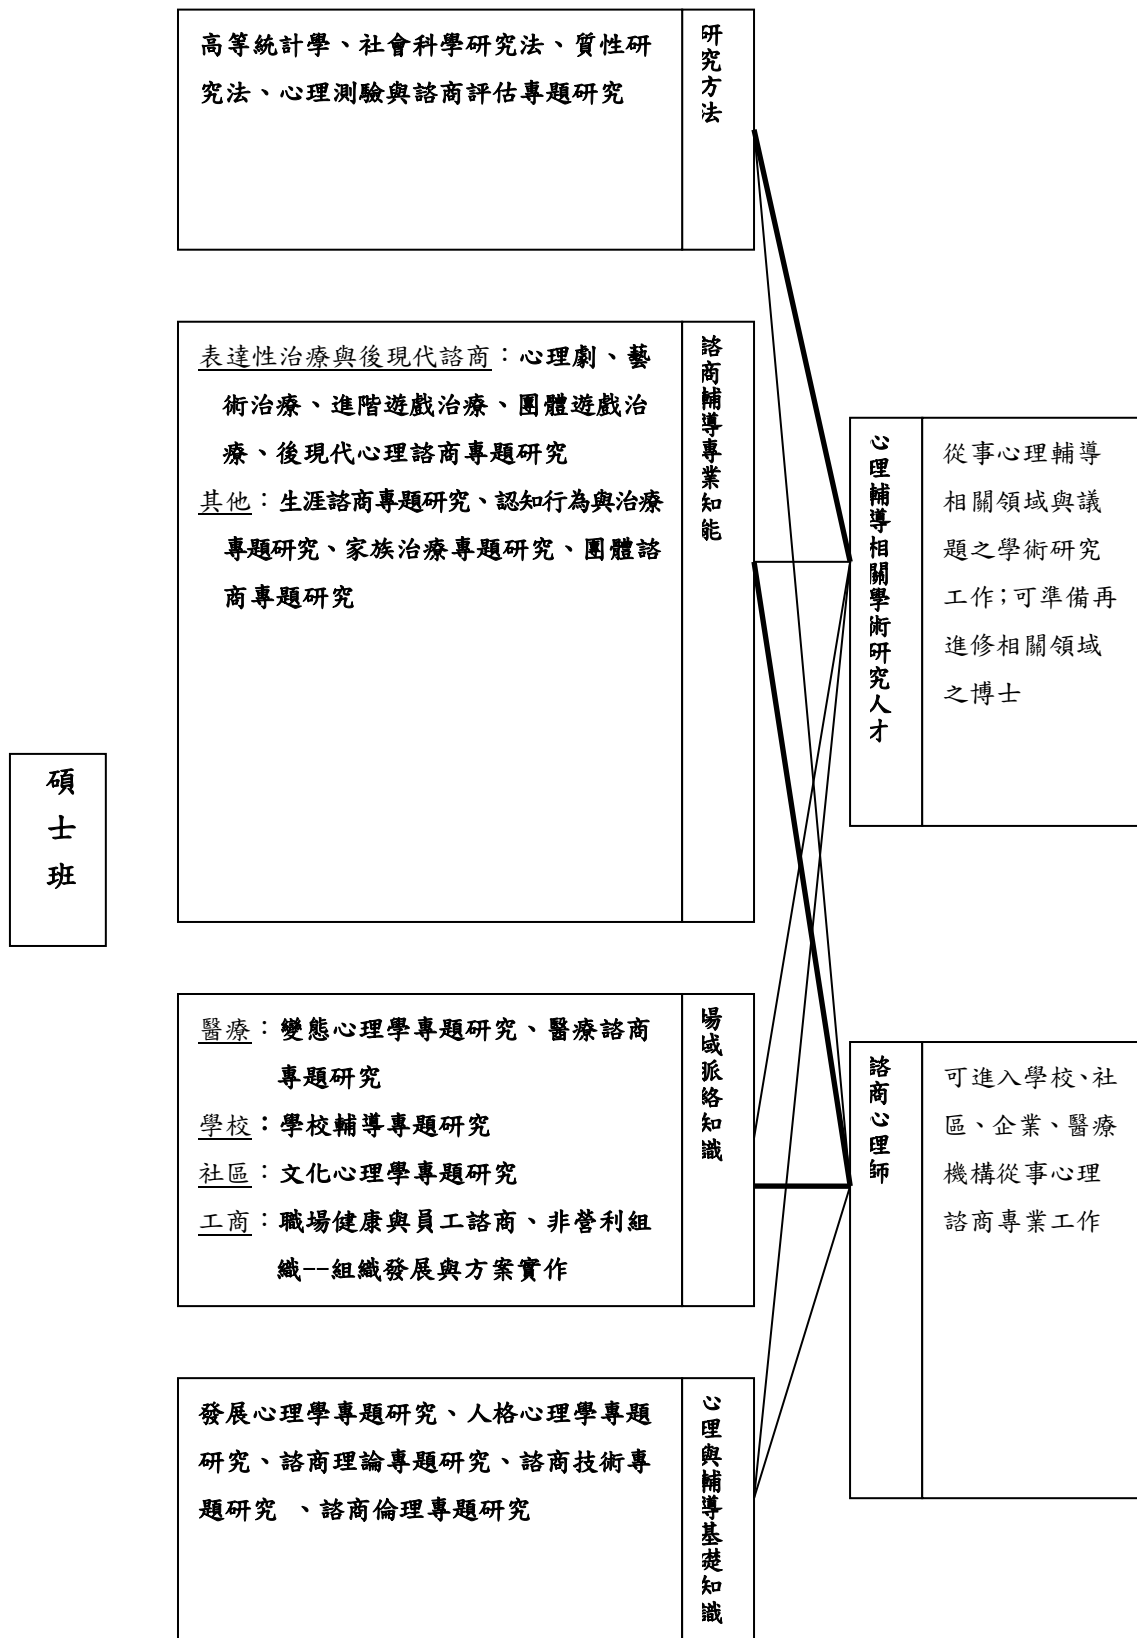 高等統計學、社會科學研究法、質性研
究法、心理測驗與諮商評估專題研究
研究方法
表達性治療與後現代諮商：心理劇、藝
術治療、進階遊戲治療、團體遊戲治
療、後現代心理諮商專題研究
其他：生涯諮商專題研究、認知行為與治療
專題研究、家族治療專題研究、團體諮
商專題研究
諮商輔導專業知能
心理輔導相關學術研究人才
從事心理輔導
相關領域與議
題之學術研究
工作；可準備再
進修相關領域
之博士
碩士班
醫療：變態心理學專題研究、醫療諮商
專題研究
學校：學校輔導專題研究
社區：文化心理學專題研究
工商：職場健康與員工諮商、非營利組
織--組織發展與方案實作
場域脈絡知識
諮商心理師
可進入學校、社
區、企業、醫療
機構從事心理
諮商專業工作
發展心理學專題研究、人格心理學專題
研究、諮商理論專題研究、諮商技術專
題研究 、諮商倫理專題研究
心理與輔導基礎知識